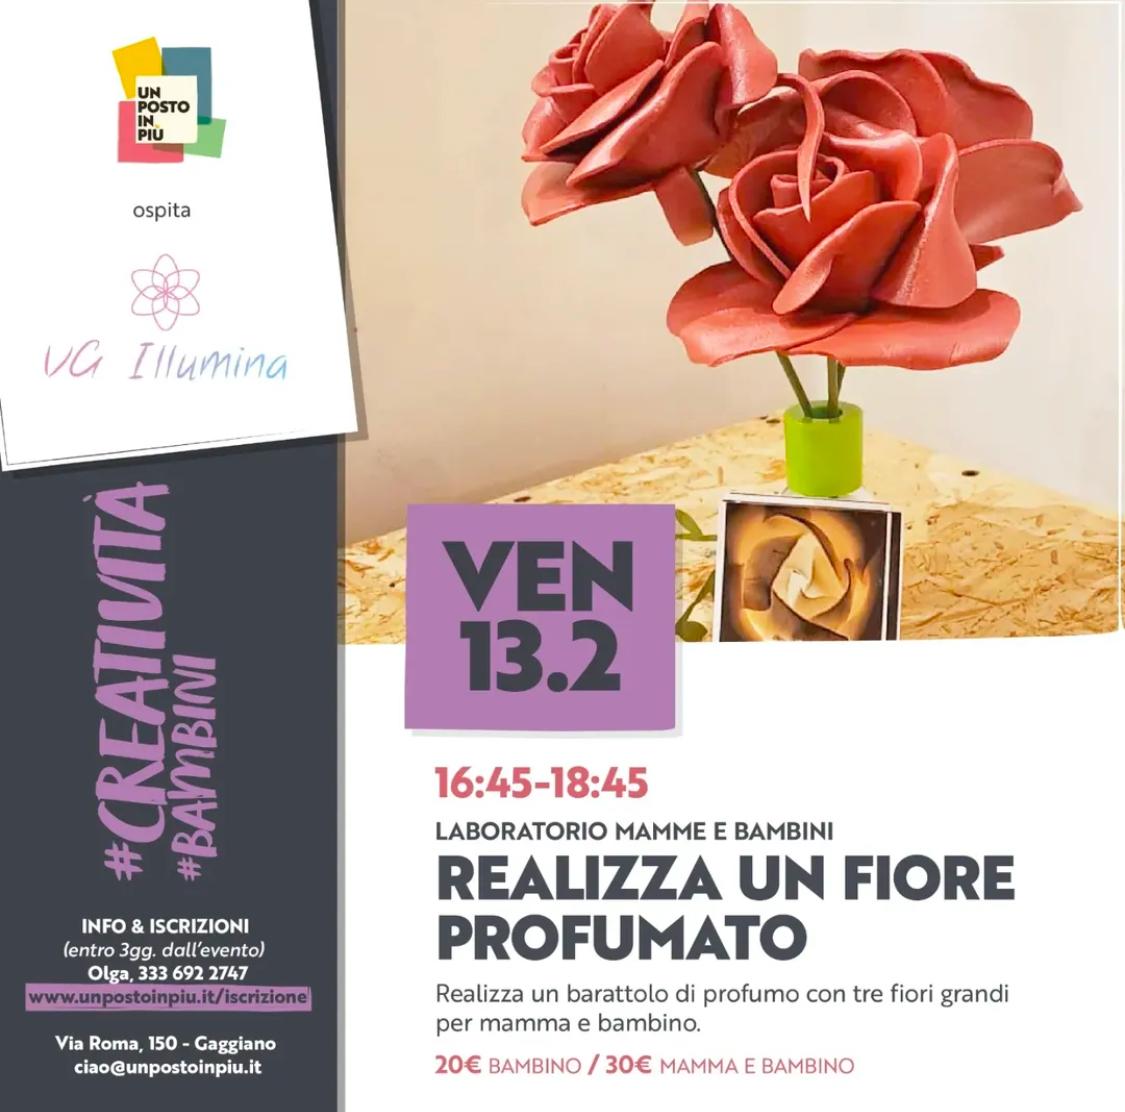 UN
POSTO
IN
PIÙ
ospita
VG Illumina
#CREATIVITÀ
#BAMBINI
INFO & ISCRIZIONI
(entro 3gg. dall'evento)
Olga, 333 692 2747
www.unpostoinpiu.it/iscrizione
Via Roma, 150 - Gaggiano
ciao@unpostoinpiu.it
VEN
13.2
16:45-18:45
LABORATORIO MAMME E BAMBINI
REALIZZA UN FIORE
PROFUMATO
Realizza un barattolo di profumo con tre fiori grandi
per mamma e bambino.
20€ BAMBINO / 30€ MAMMA E BAMBINO